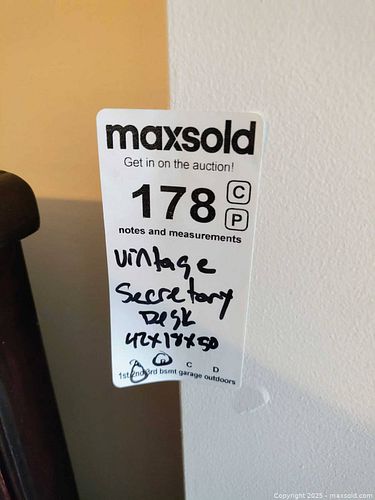 maxsold
Get in on the auction!
178 C
P
notes and measurements
vintage
Secretary
Desk
42x18x50
A B C D
1st 2nd 3rd bsmt garage outdoors
Copyright 2025 - maxsold.com